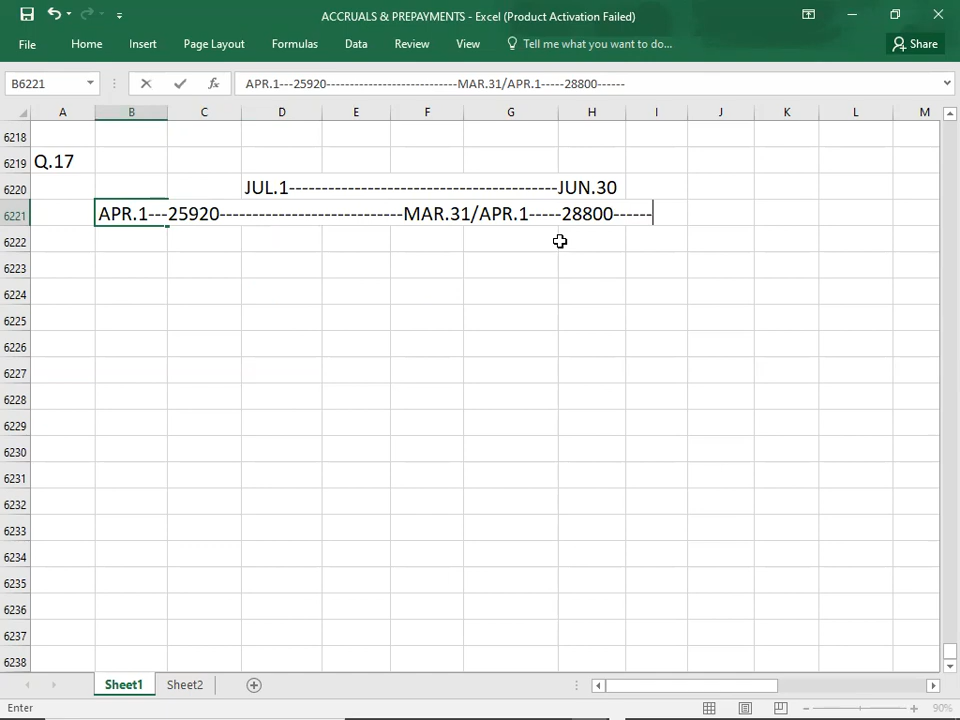 ACCRUALS & PREPAYMENTS - Excel (Product Activation Failed)
File Home Insert Page Layout Formulas Data Review View Tell me what you want to do... Share
B6221 fx APR.1---25920-----------------------------MAR.31/APR.1-----28800------
A B C D E F G H I J K L M
6218
6219 Q.17
6220 JUL.1-----------------------------------------JUN.30
6221 APR.1---25920----------------------------MAR.31/APR.1-----28800------
6222
6223
6224
6225
6226
6227
6228
6229
6230
6231
6232
6233
6234
6235
6236
6237
6238
Sheet1 Sheet2
Enter 90%